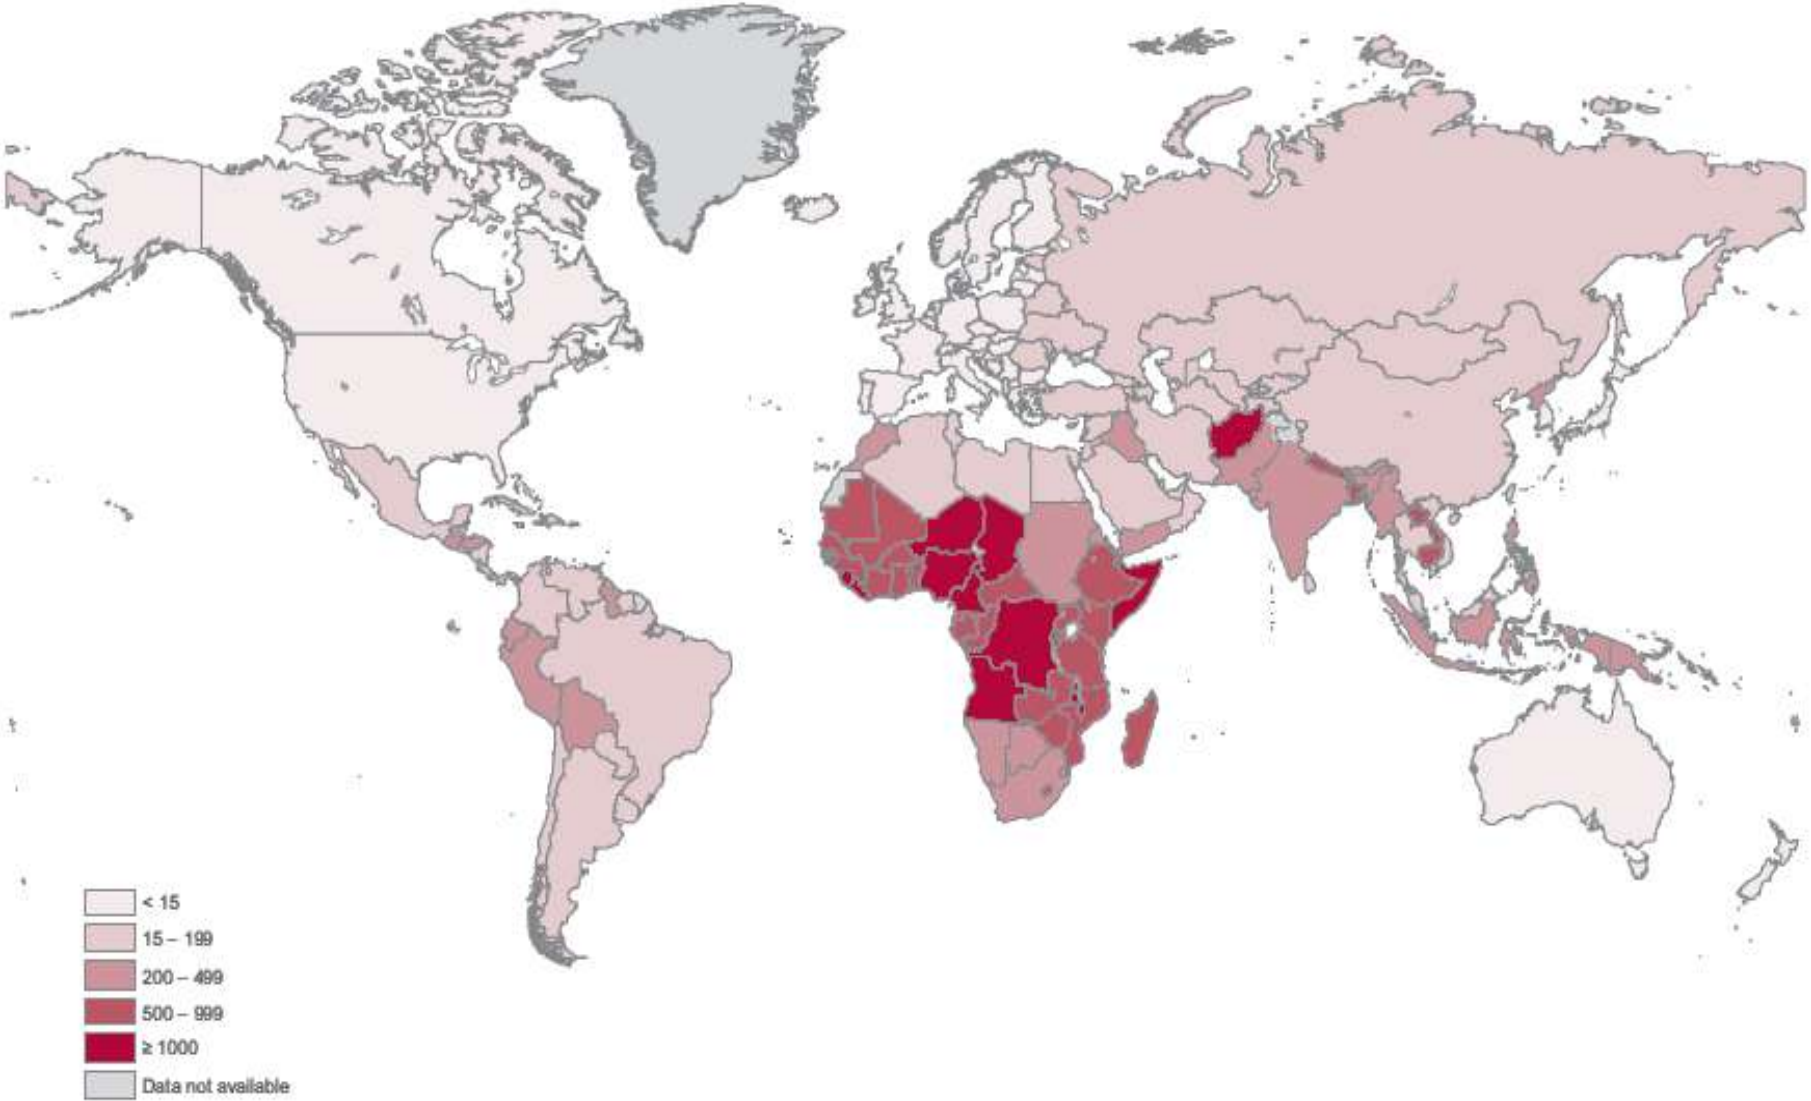 < 15
15 – 199
200 – 499
500 – 999
≥ 1000
Data not available